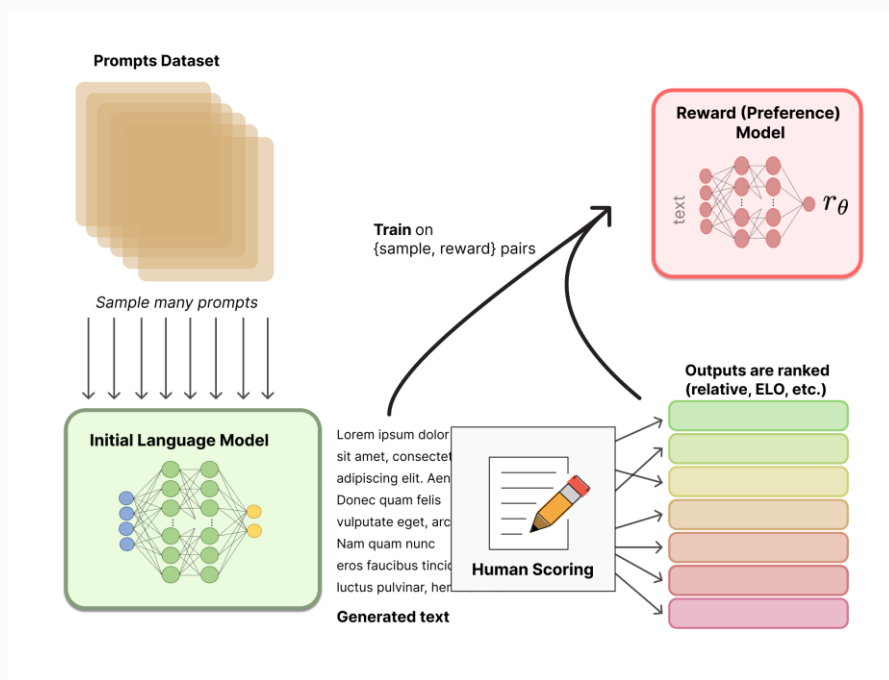 Prompts Dataset
Sample many prompts
Initial Language Model
Train on
{sample, reward} pairs
Reward (Preference)
Model
text
r_θ
Lorem ipsum dolor
sit amet, consectet
adipiscing elit. Aen
Donec quam felis
vulputate eget, arc
Nam quam nunc
eros faucibus tincid
luctus pulvinar, her
Generated text
Human Scoring
Outputs are ranked
(relative, ELO, etc.)